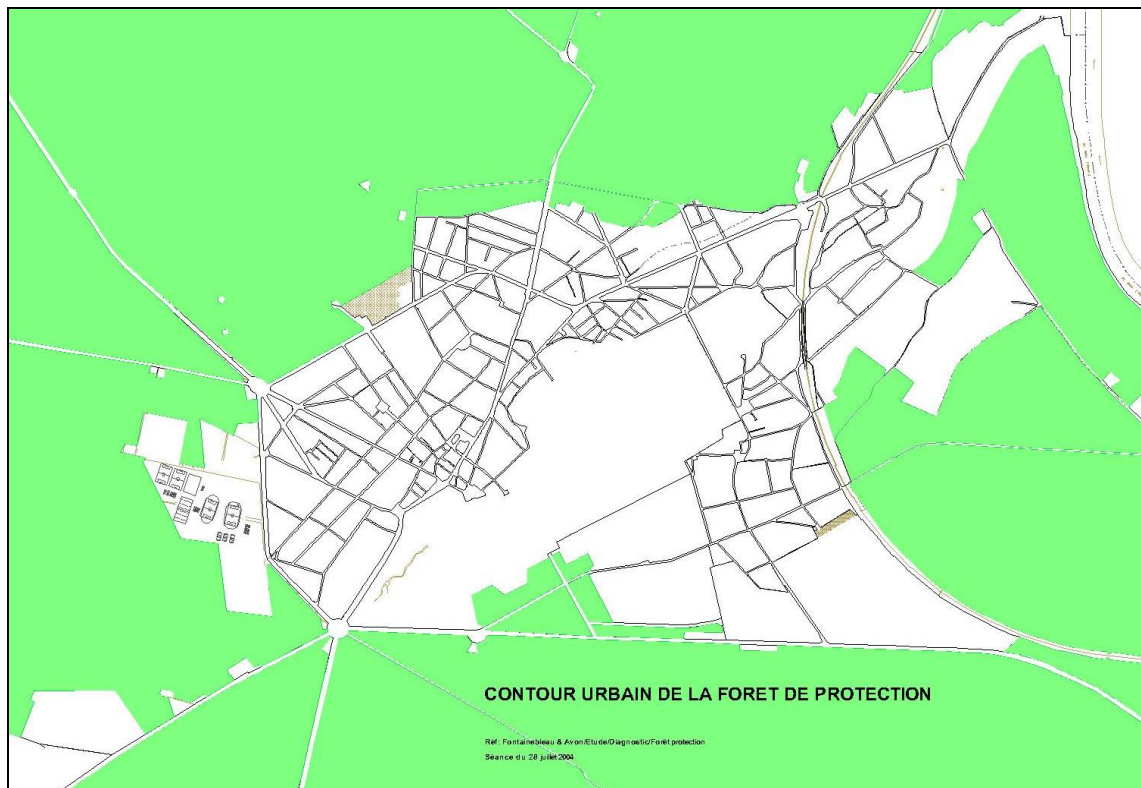 CONTOUR URBAIN DE LA FORET DE PROTECTION
Réf: Fontainebleau & Avon/Etude/Diagnostic/Forêt protection
Séance du 28 juillet 2004